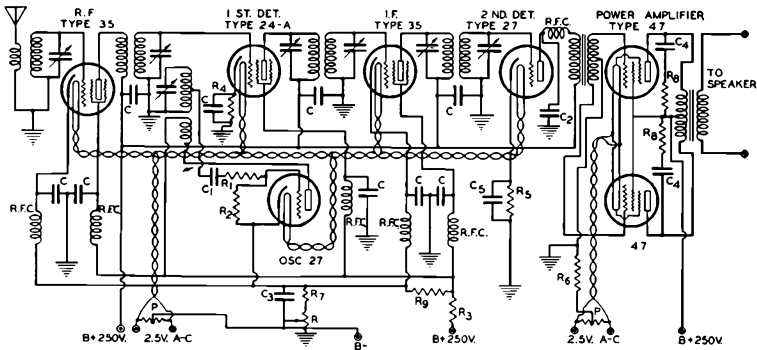 R.F
TYPE 35
1 ST. DET.
TYPE 24-A
I.F.
TYPE 35
2 ND. DET.
TYPE 27
R.F.C.
POWER AMPLIFIER
TYPE 47
C4
R8
TO
SPEAKER
R4
C
C
C
C
C2
R8
C4
C
C
R.F.C.
R.F.C.
C1
R1
R2
OSC 27
C
R.F.C.
C
C
R.F.C.
R.F.C.
C5
R5
47
R6
C3
R7
R
R9
R3
P
P
B+250V.
2.5V. A-C
B-
B+250V.
2.5V. A-C
B+250V.